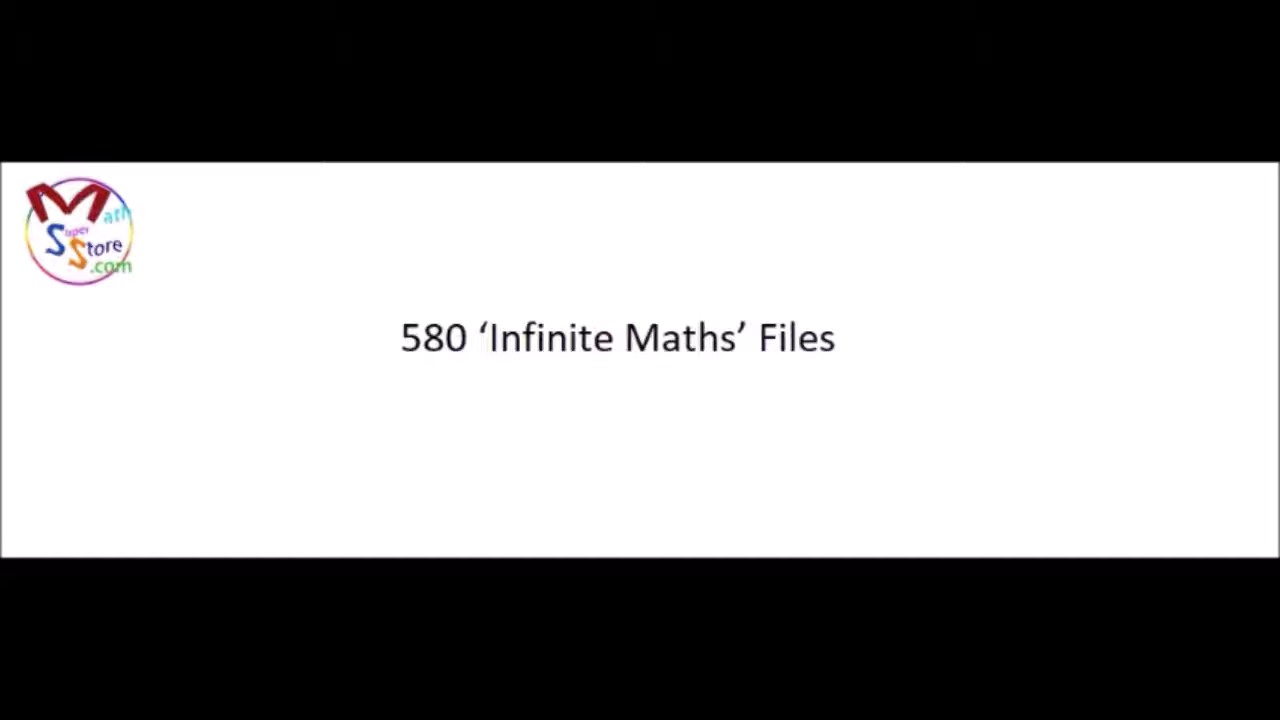 Math
Super
Store
.com
580 ‘Infinite Maths’ Files